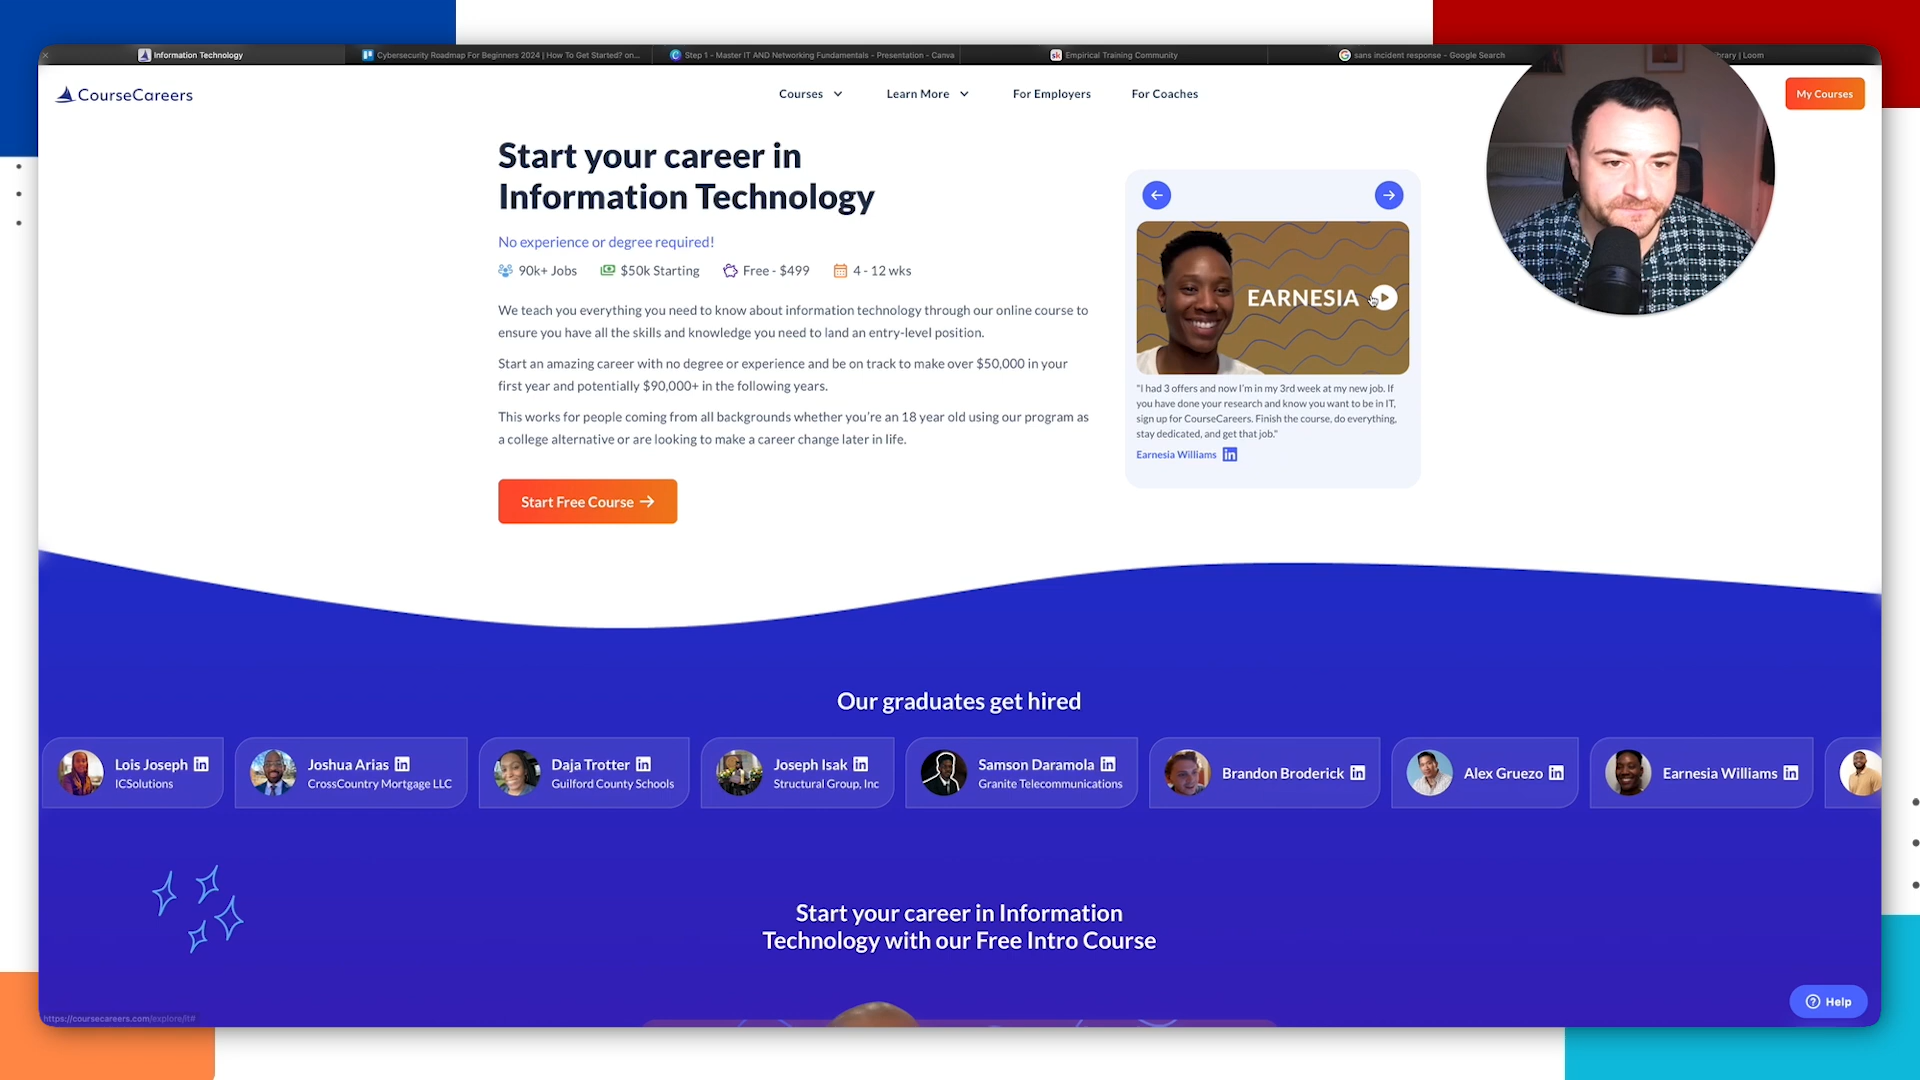 Information Technology
Cybersecurity Roadmap For Beginners 2024 | How To Get Started? on...
Step 1 - Master IT AND Networking Fundamentals - Presentation - Canva
Empirical Training Community
sans incident response - Google Search
brary | Loom
CourseCareers
Courses
Learn More
For Employers
For Coaches
My Courses
Start your career in
Information Technology
No experience or degree required!
90k+ Jobs
$50k Starting
Free - $499
4 - 12 wks
We teach you everything you need to know about information technology through our online course to
ensure you have all the skills and knowledge you need to land an entry-level position.
Start an amazing career with no degree or experience and be on track to make over $50,000 in your
first year and potentially $90,000+ in the following years.
This works for people coming from all backgrounds whether you're an 18 year old using our program as
a college alternative or are looking to make a career change later in life.
Start Free Course
EARNESIA
"I had 3 offers and now I'm in my 3rd week at my new job. If
you have done your research and know you want to be in IT,
sign up for CourseCareers. Finish the course, do everything,
stay dedicated, and get that job."
Earnesia Williams in
Our graduates get hired
Lois Joseph in
ICSolutions
Joshua Arias in
CrossCountry Mortgage LLC
Daja Trotter in
Guilford County Schools
Joseph Isak in
Structural Group, Inc
Samson Daramola in
Granite Telecommunications
Brandon Broderick in
Alex Gruezo in
Earnesia Williams in
Start your career in Information
Technology with our Free Intro Course
Help
https://coursecareers.com/explore/it#